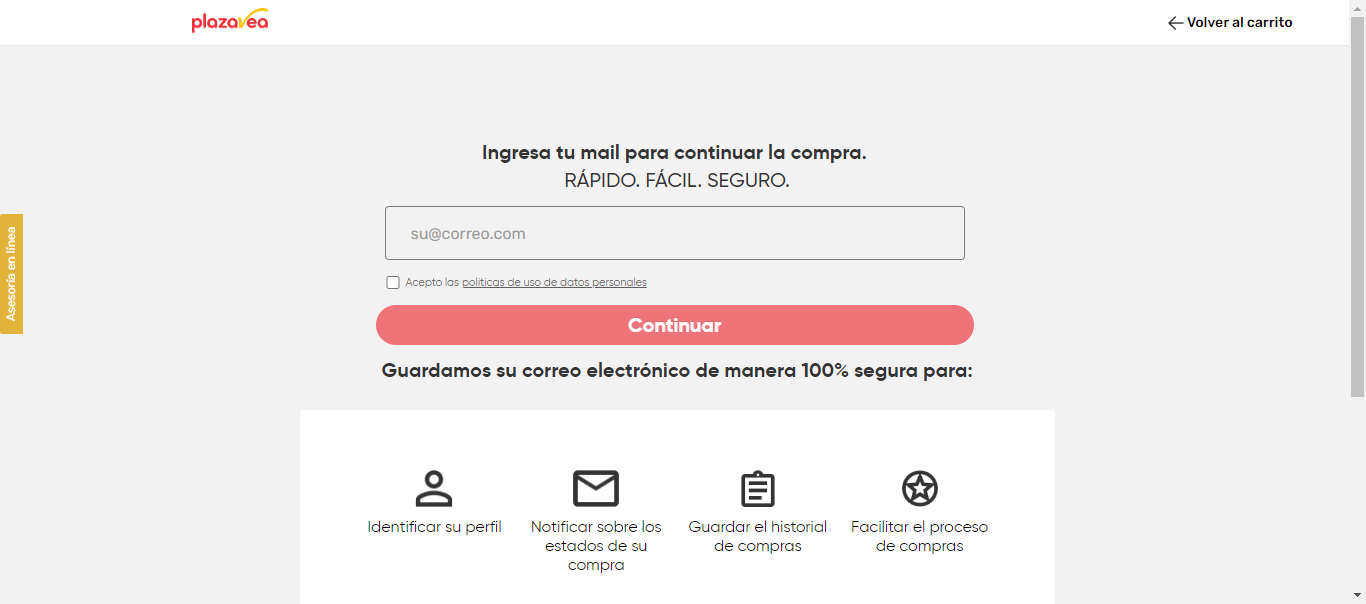 plazavea
Volver al carrito
Ingresa tu mail para continuar la compra.
RÁPIDO. FÁCIL. SEGURO.
su@correo.com
Acepto las políticas de uso de datos personales
Continuar
Guardamos su correo electrónico de manera 100% segura para:
Asesoría en línea
Identificar su perfil
Notificar sobre los
estados de su
compra
Guardar el historial
de compras
Facilitar el proceso
de compras